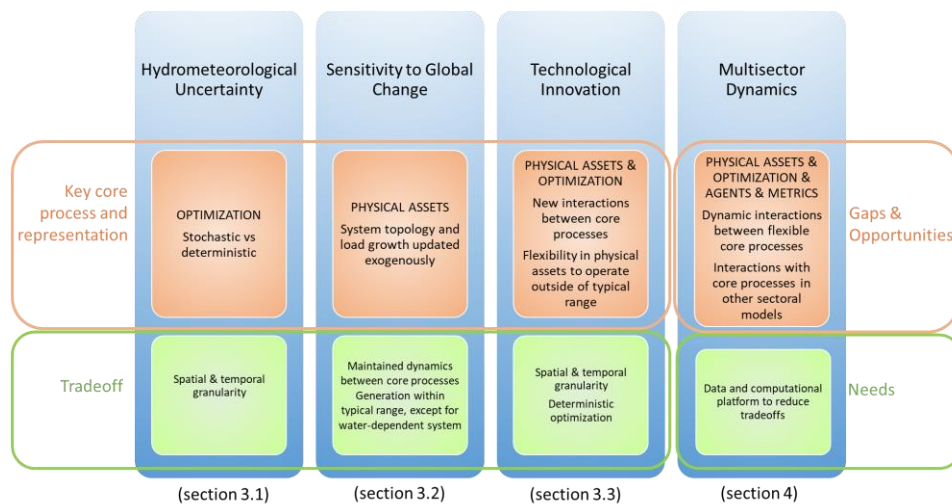 Hydrometeorological
Uncertainty
Sensitivity to Global
Change
Technological
Innovation
Multisector
Dynamics
Key core
process and
representation
OPTIMIZATION
Stochastic vs
deterministic
PHYSICAL ASSETS
System topology and
load growth updated
exogenously
PHYSICAL ASSETS &
OPTIMIZATION
New interactions
between core
processes
Flexibility in physical
assets to operate
outside of typical
range
PHYSICAL ASSETS
& OPTIMIZATION &
AGENTS & METRICS
Dynamic interactions
between flexible
core processes
Interactions with
core processes in
other sectoral
models
Gaps &
Opportunities
Tradeoff
Spatial & temporal
granularity
Maintained dynamics
between core processes
Generation within
typical range, except for
water-dependent system
Spatial & temporal
granularity
Deterministic
optimization
Data and computational
platform to reduce
tradeoffs
Needs
(section 3.1)
(section 3.2)
(section 3.3)
(section 4)